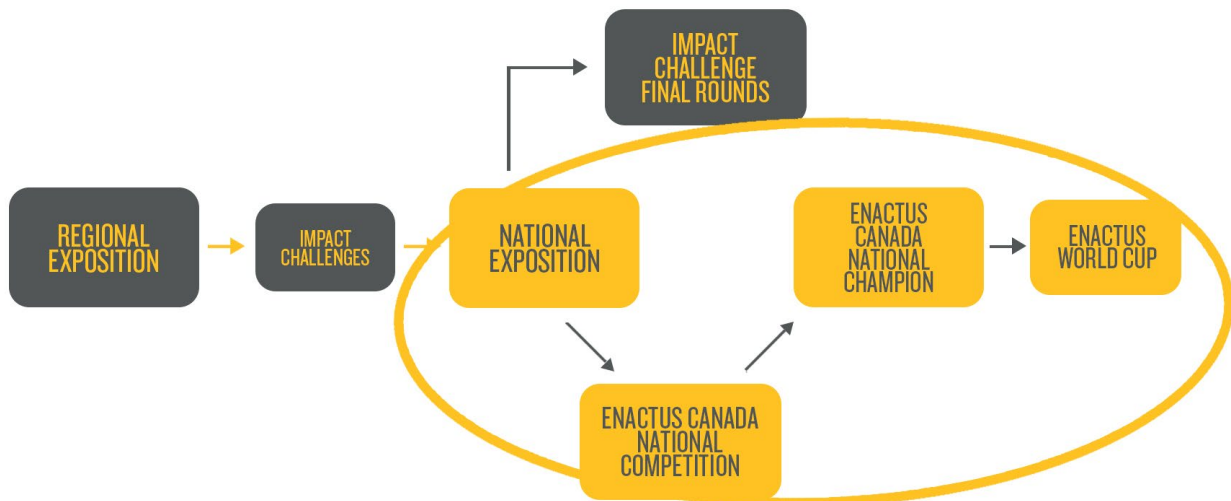 IMPACT
CHALLENGE
FINAL ROUNDS
REGIONAL
EXPOSITION
IMPACT
CHALLENGES
NATIONAL
EXPOSITION
ENACTUS
CANADA
NATIONAL
CHAMPION
ENACTUS
WORLD CUP
ENACTUS CANADA
NATIONAL
COMPETITION